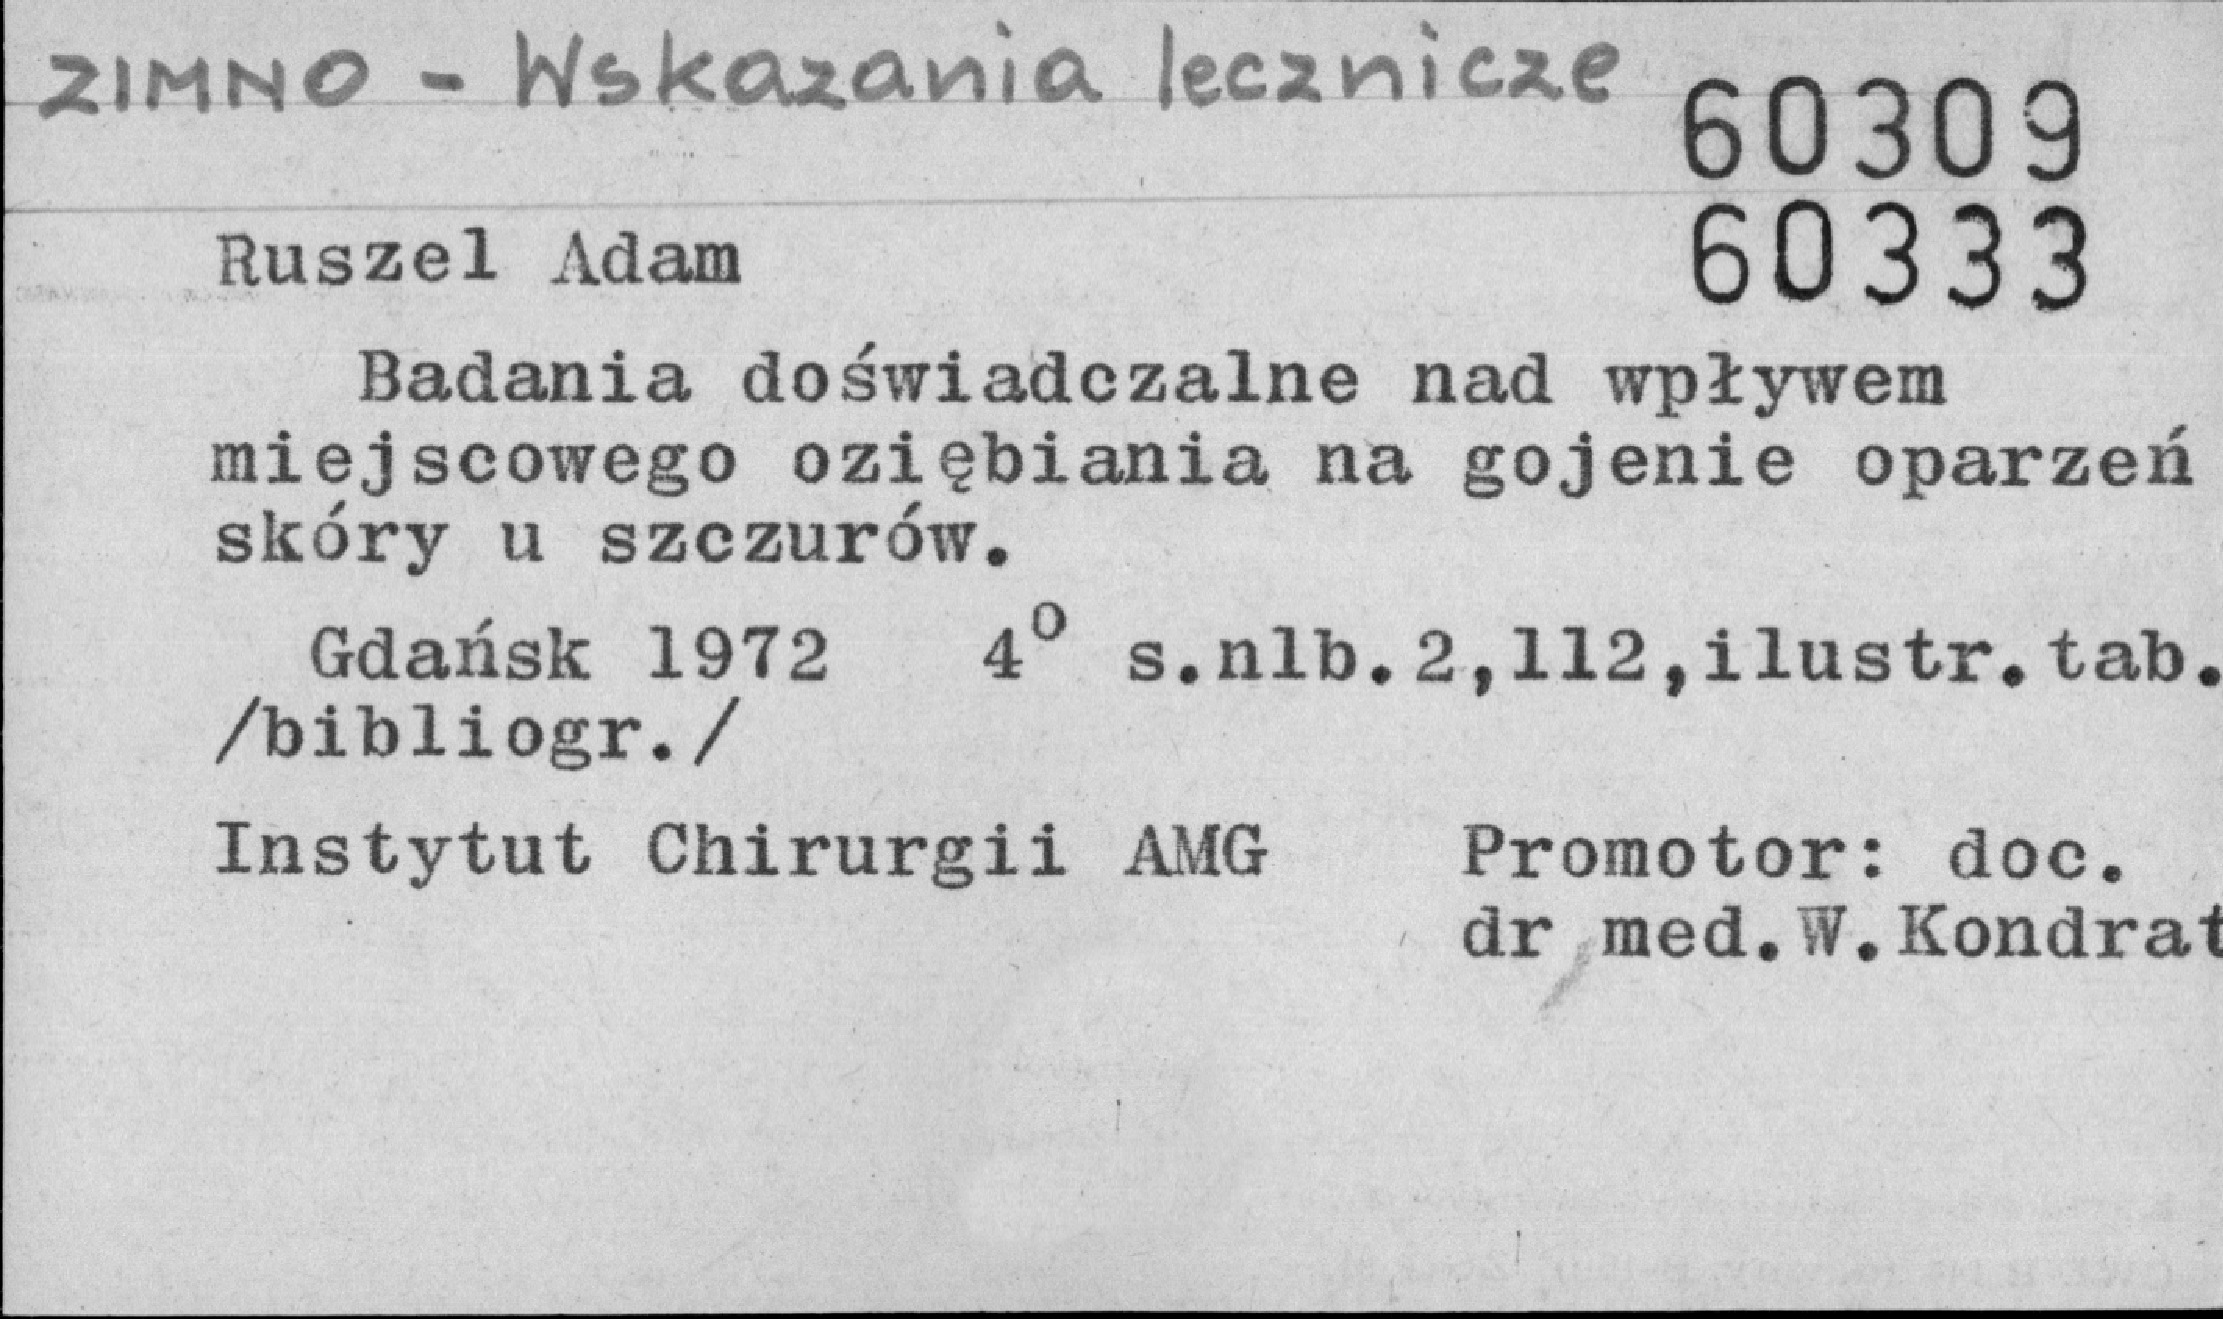 ZIMNO - Wskazania lecznicze
60309
60333
Ruszel Adam
Badania doświadczalne nad wpływem
miejscowego oziębiania na gojenie oparzeń
skóry u szczurów.
Gdańsk 1972 4° s.nlb.2,112,ilustr.tab.
/bibliogr./
Instytut Chirurgii AMG Promotor: doc.
dr med.W.Kondrat